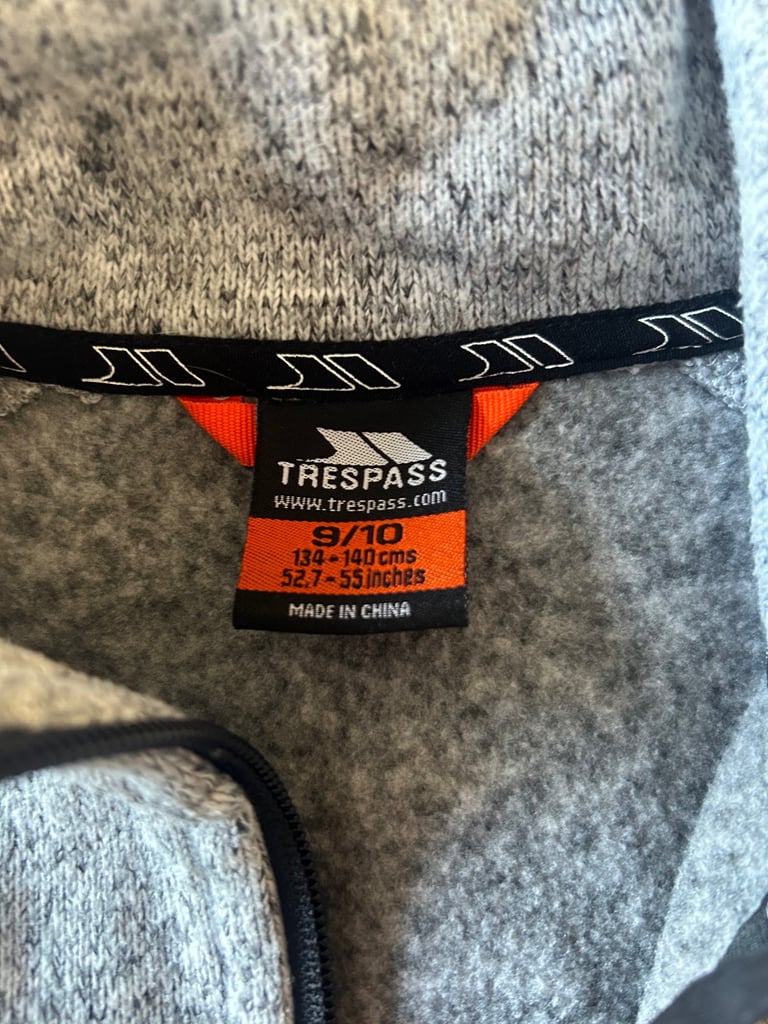 TRESPASS
www.trespass.com
9/10
134 - 140 cms
52,7 - 55 inches
MADE IN CHINA